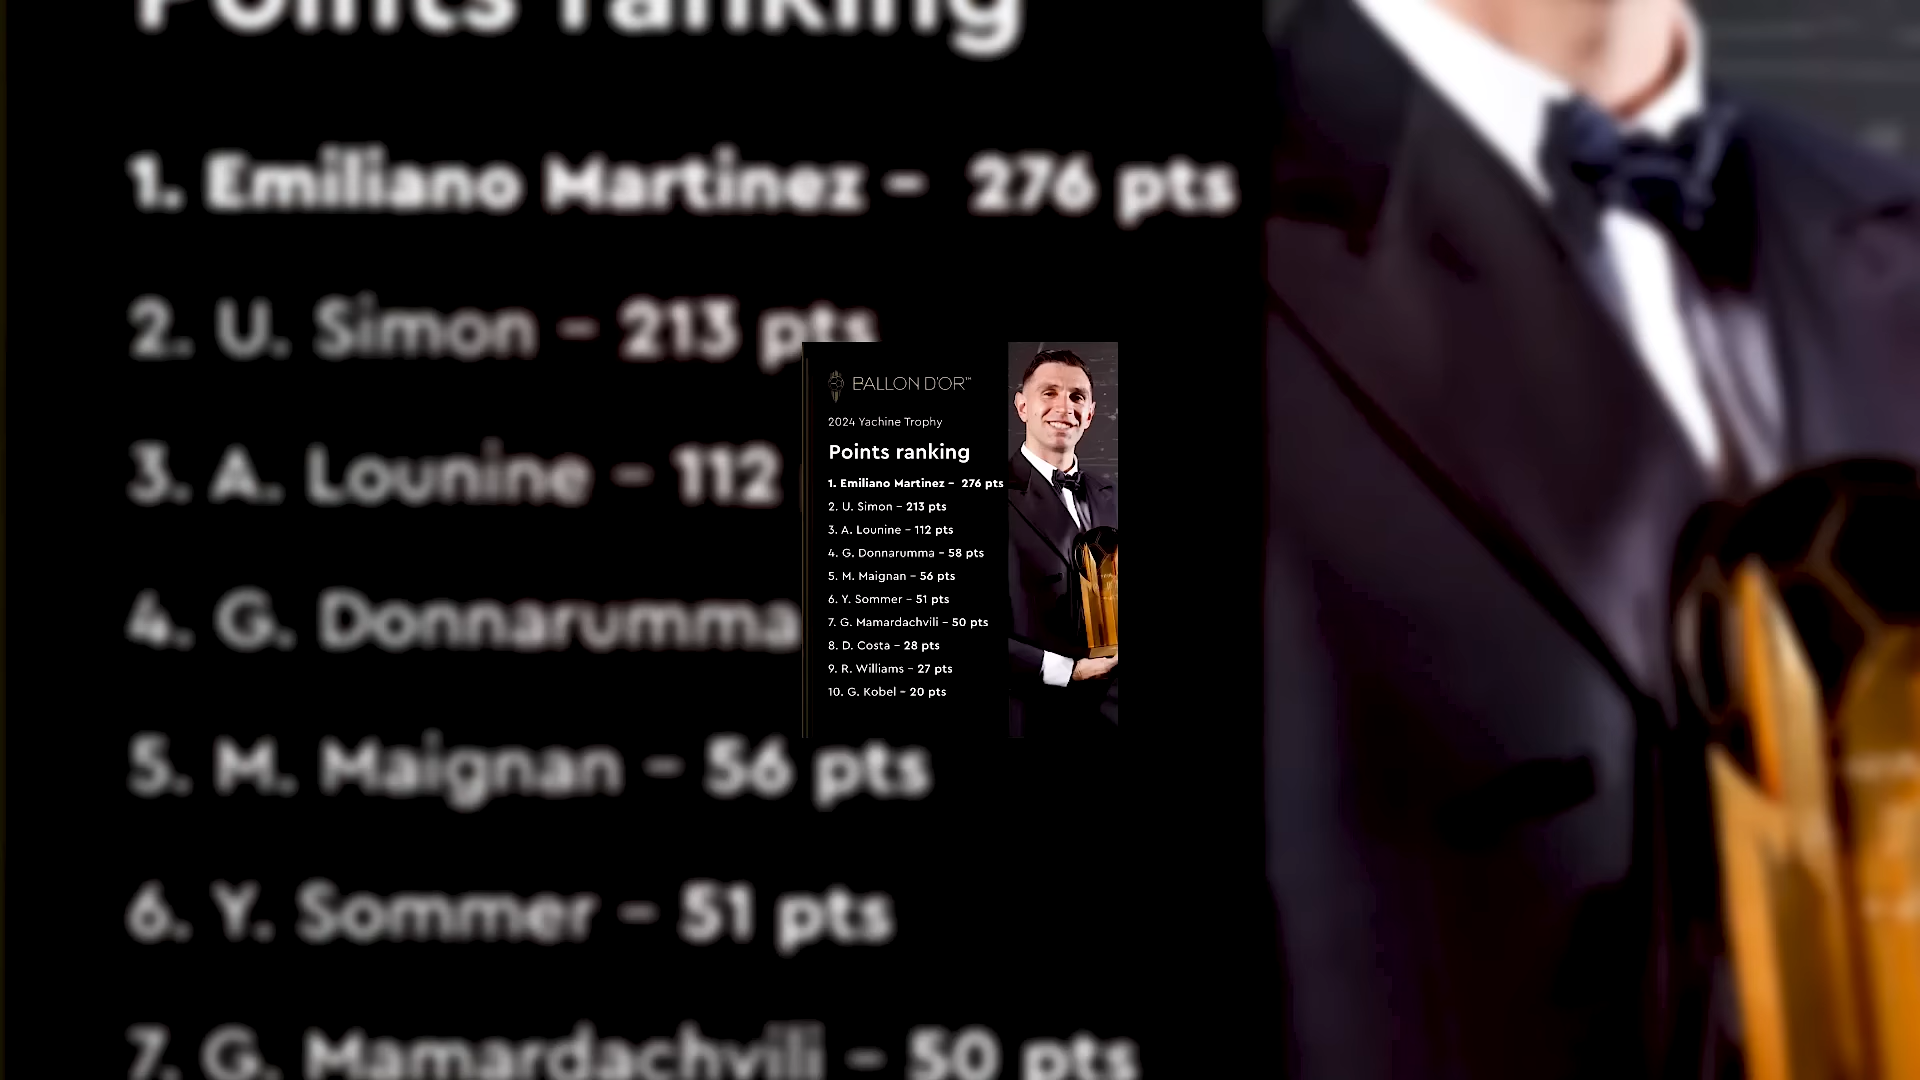 Points ranking
1. Emiliano Martinez - 276 pts
2. U. Simon - 213 pts
3. A. Lounine - 112
4. G. Donnarumma
5. M. Maignan - 56 pts
6. Y. Sommer - 51 pts
7. G. Mamardachvili - 50 pts
BALLON D'OR™
2024 Yachine Trophy
Points ranking
1. Emiliano Martinez - 276 pts
2. U. Simon - 213 pts
3. A. Lounine - 112 pts
4. G. Donnarumma - 58 pts
5. M. Maignan - 56 pts
6. Y. Sommer - 51 pts
7. G. Mamardachvili - 50 pts
8. D. Costa - 28 pts
9. R. Williams - 27 pts
10. G. Kobel - 20 pts